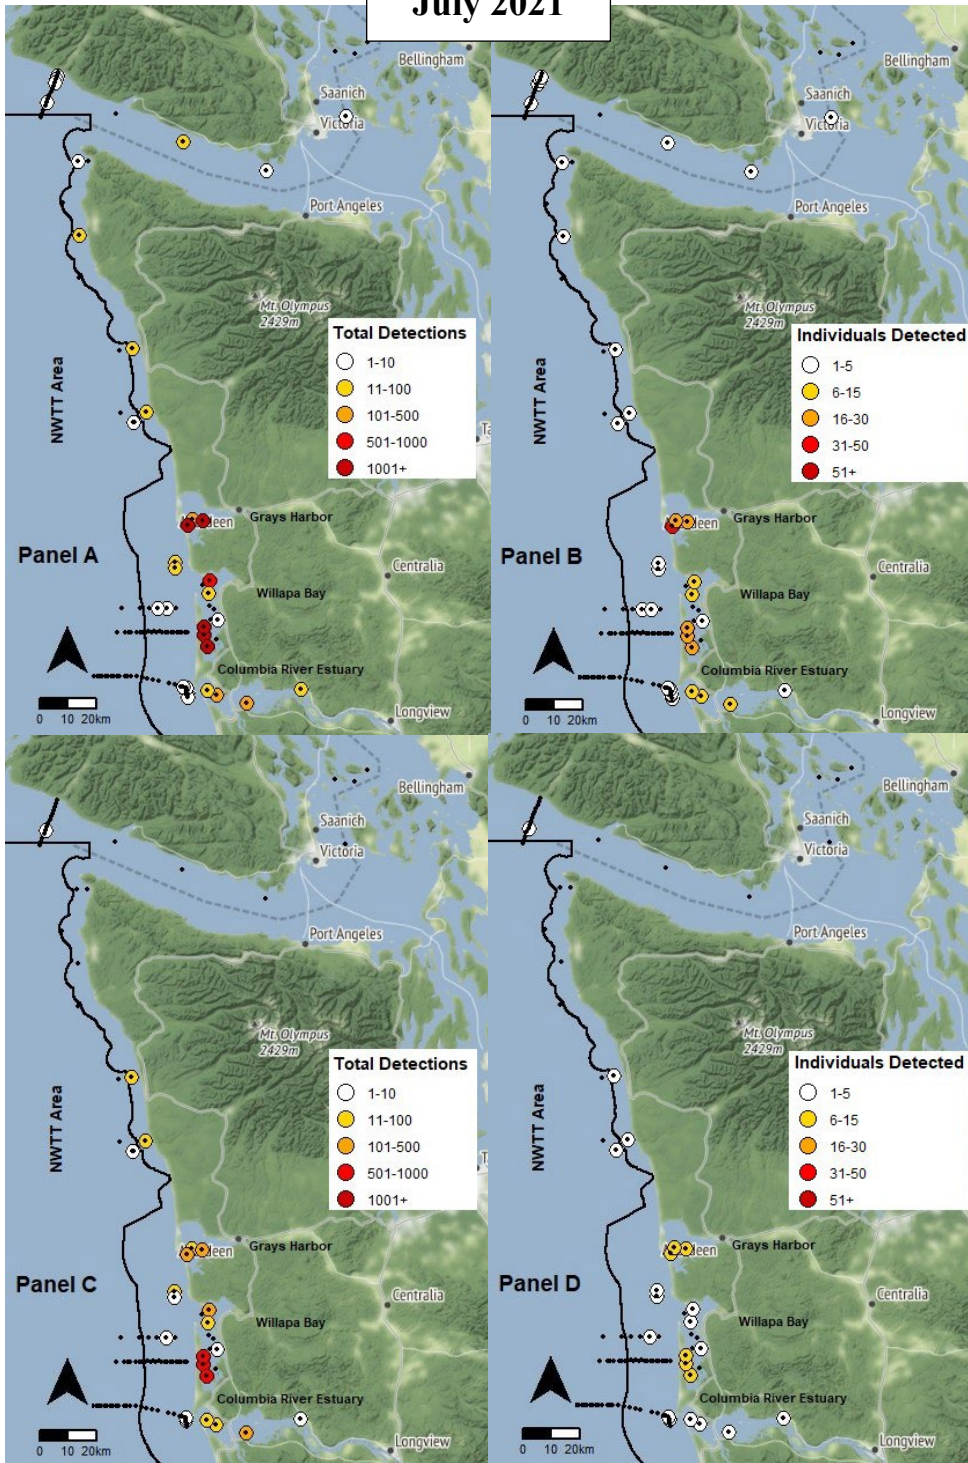 July 2021
Bellingham
Saanich
Victoria
Port Angeles
Mt. Olympus
2429m
NWTT Area
Total Detections
1-10
11-100
101-500
501-1000
1001+
Grays Harbor
Panel A
Centralia
Willapa Bay
Columbia River Estuary
0 10 20km
Longview
Bellingham
Saanich
Victoria
Port Angeles
Mt. Olympus
2429m
NWTT Area
Individuals Detected
1-5
6-15
16-30
31-50
51+
Grays Harbor
Panel B
Centralia
Willapa Bay
Columbia River Estuary
0 10 20km
Longview
Bellingham
Saanich
Victoria
Port Angeles
Mt. Olympus
2429m
NWTT Area
Total Detections
1-10
11-100
101-500
501-1000
1001+
Grays Harbor
Panel C
Centralia
Willapa Bay
Columbia River Estuary
0 10 20km
Longview
Bellingham
Saanich
Victoria
Port Angeles
Mt. Olympus
2429m
NWTT Area
Individuals Detected
1-5
6-15
16-30
31-50
51+
Grays Harbor
Panel D
Centralia
Willapa Bay
Columbia River Estuary
0 10 20km
Longview